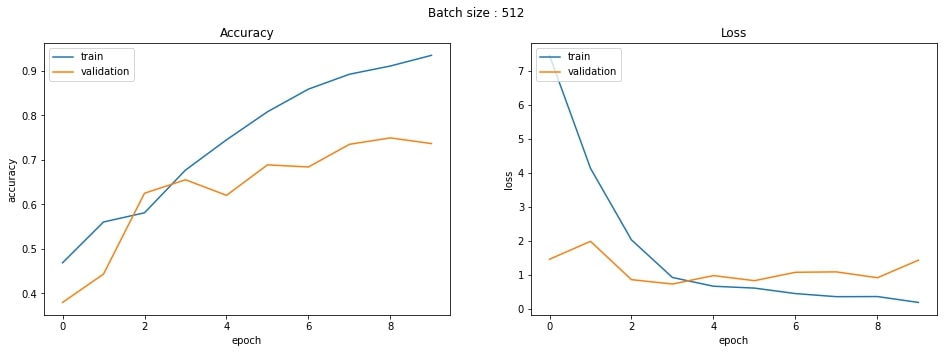 Batch size : 512
Accuracy
train
validation
0.9
0.8
0.7
0.6
0.5
0.4
accuracy
0 2 4 6 8
epoch
Loss
train
validation
7
6
5
4
3
2
1
0
loss
0 2 4 6 8
epoch